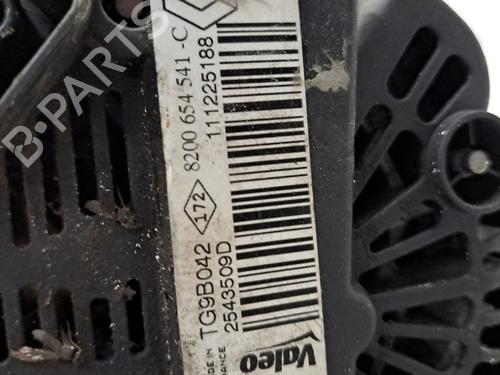 8200 654 541 -C
111225188
172
TG9B042
2543509D
MADE IN
FRANCE
Valeo
B-PARTS